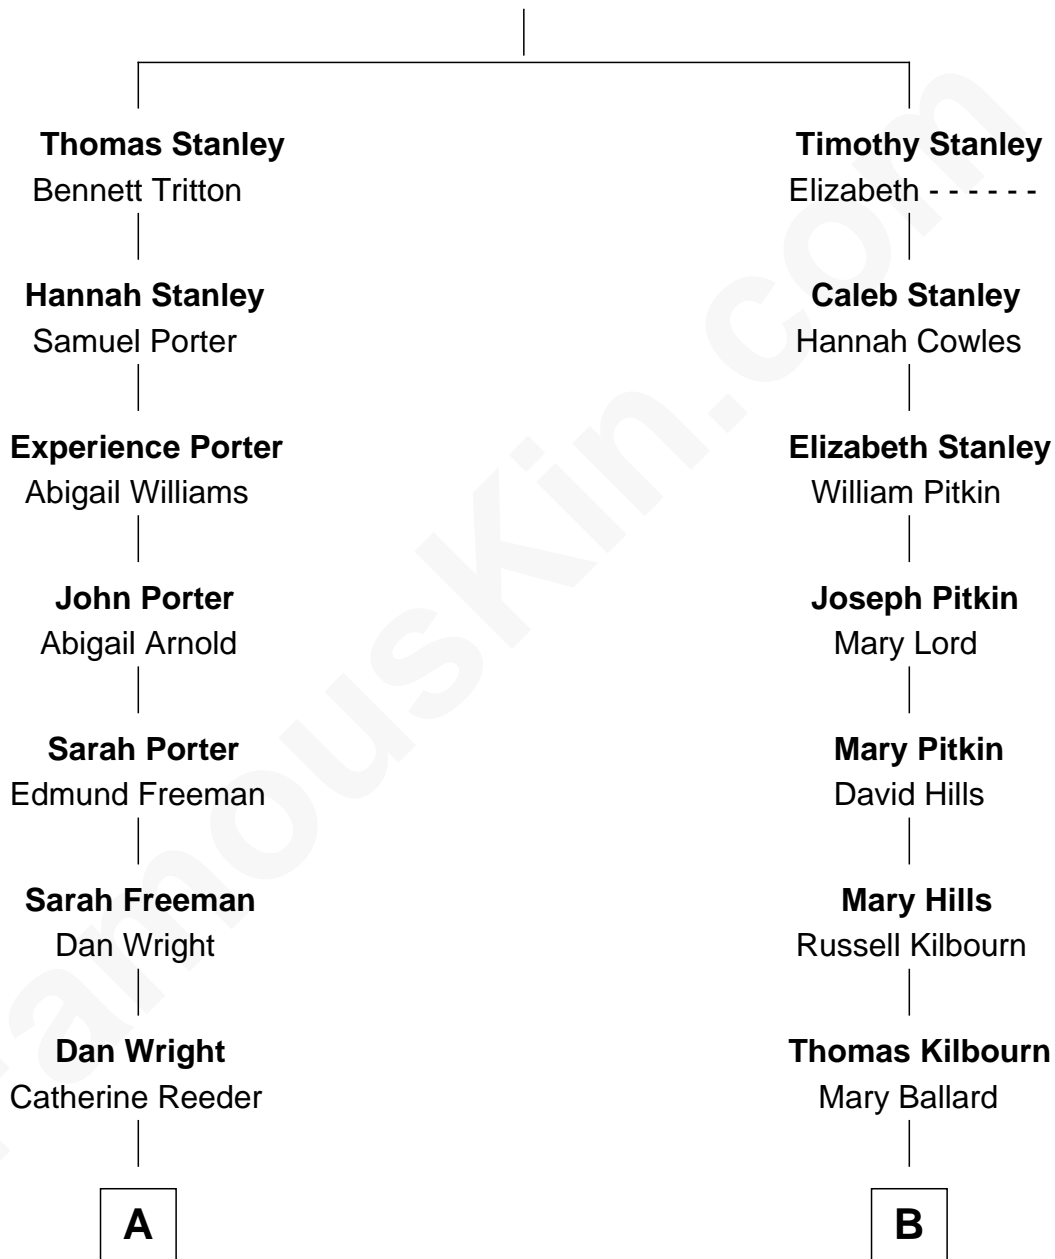 Thomas Stanley
Bennett Tritton
Hannah Stanley
Samuel Porter
Experience Porter
Abigail Williams
John Porter
Abigail Arnold
Sarah Porter
Edmund Freeman
Sarah Freeman
Dan Wright
Dan Wright
Catherine Reeder
A
Timothy Stanley
Elizabeth - - - - - -
Caleb Stanley
Hannah Cowles
Elizabeth Stanley
William Pitkin
Joseph Pitkin
Mary Lord
Mary Pitkin
David Hills
Mary Hills
Russell Kilbourn
Thomas Kilbourn
Mary Ballard
B
FamousKin.com